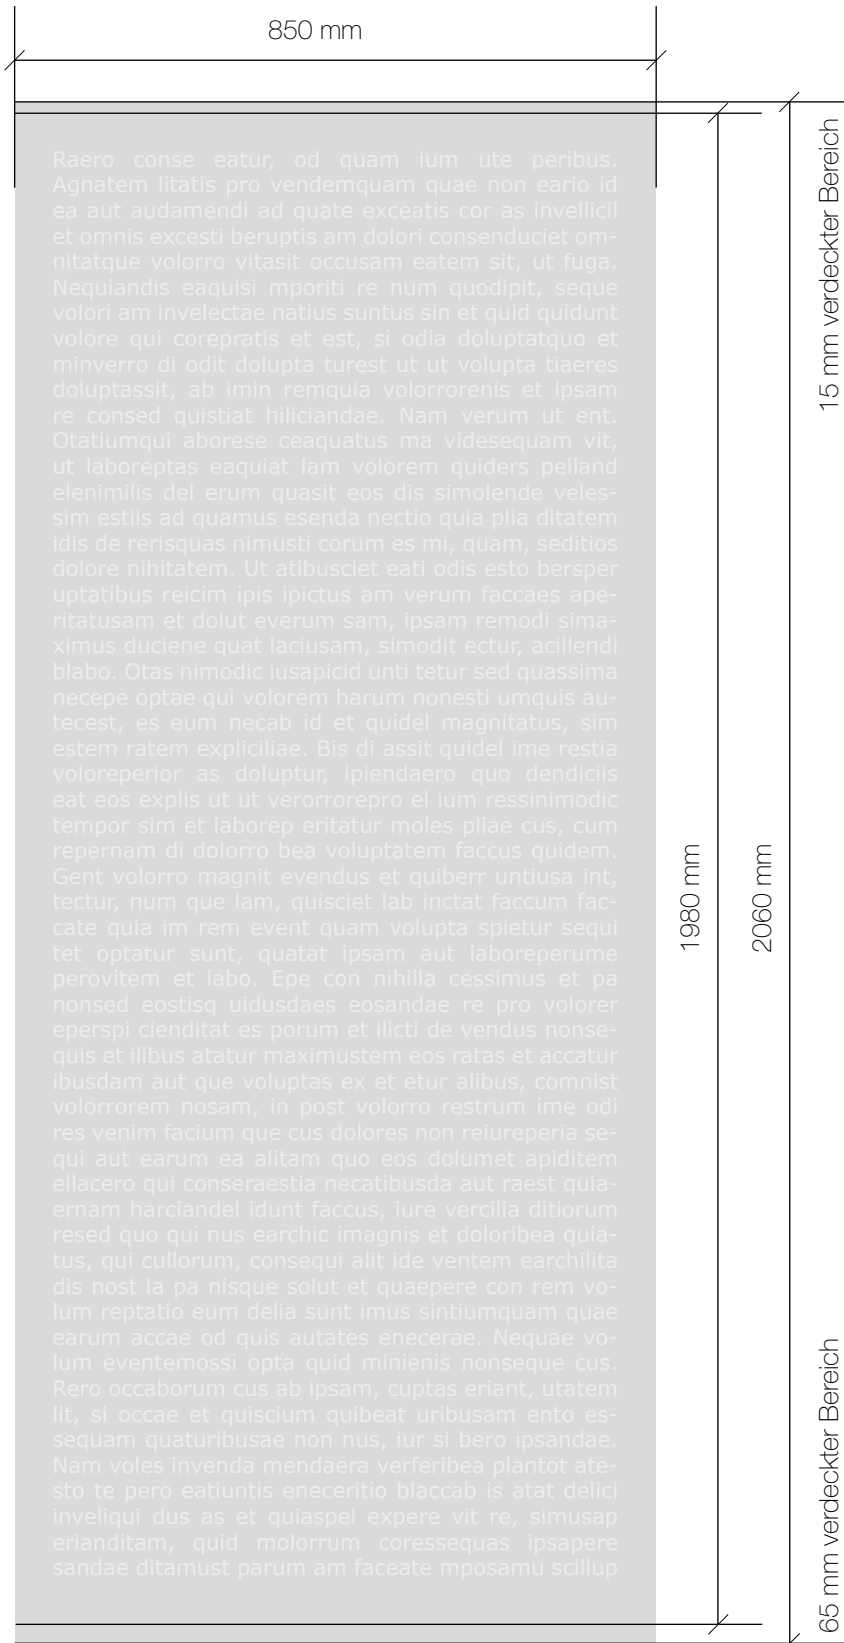 850 mm
Raero conse eatur, od quam ium ute peribus.
Agnatem litatis pro vendemquam quae non eario id
ea aut audamendi ad quate exceatis cor as invellicil
et omnis excesti beruptis am dolori consenduciet om-
nitatque volorro vitasit occusam eatem sit, ut fuga.
Nequiandis eaquisi mporiti re num quodipit, seque
volori am invelectae natius suntus sin et quid quidunt
volore qui corepratis et est, si odia doluptatquo et
minverro di odit dolupta turest ut ut volupta tiaeres
doluptassit, ab imin remquia volorrorenis et ipsam
re consed quistiat hiliciandae. Nam verum ut ent.
Otatiumqui aborese ceaquatus ma videsequam vit,
ut laboreptas eaquiat lam volorem quiders pelland
elenimilis del erum quasit eos dis simolende veles-
sim estiis ad quamus esenda nectio quia plia ditatem
idis de rerisquas nimusti corum es mi, quam, seditios
dolore nihitatem. Ut atibusciet eati odis esto bersper
uptatibus reicim ipis ipictus am verum faccaes ape-
ritatusam et dolut everum sam, ipsam remodi sima-
ximus duciene quat laciusam, simodit ectur, acillendi
blabo. Otas nimodic iusapicid unti tetur sed quassima
necepe optae qui volorem harum nonesti umquis au-
tecest, es eum necab id et quidel magnitatus, sim
estem ratem expliciliae. Bis di assit quidel ime restia
voloreperior as doluptur, ipiendaero quo dendiciis
eat eos explis ut ut verorrorepro el ium ressinimodic
tempor sim et laborep eritatur moles pliae cus, cum
repernam di dolorro bea voluptatem faccus quidem.
Gent volorro magnit evendus et quiberr untiusa int,
tectur, num que lam, quisciet lab inctat faccum fac-
cate quia im rem event quam volupta spietur sequi
tet optatur sunt, quatat ipsam aut laboreperume
perovitem et labo. Epe con nihilla cessimus et pa
nonsed eostisq uidusdaes eosandae re pro volorer
eperspi cienditat es porum et ilicti de vendus nonse-
quis et ilibus atatur maximustem eos ratas et accatur
ibusdam aut que voluptas ex et etur alibus, comnist
volorrorem nosam, in post volorro restrum ime odi
res venim facium que cus dolores non reiureperia se-
qui aut earum ea alitam quo eos dolumet apiditem
ellacero qui conseraestia necatibusda aut raest quia-
ernam harciandel idunt faccus, iure vercilia ditiorum
resed quo qui nus earchic imagnis et doloribea quia-
tus, qui cullorum, consequi alit ide ventem earchilita
dis nost la pa nisque solut et quaepere con rem vo-
lum reptatio eum delia sunt imus sintiumquam quae
earum accae od quis autates enecerae. Nequae vo-
lum eventemossi opta quid minienis nonseque cus.
Rero occaborum cus ab ipsam, cuptas eriant, utatem
lit, si occae et quiscium quibeat uribusam ento es-
sequam quaturibusae non nus, iur si bero ipsandae.
Nam voles invenda mendaera verferibea plantot ate-
sto te pero eatiuntis eneceritio blaccab is atat delici
inveliqui dus as et quiaspel expere vit re, simusap
erianditam, quid molorrum coressequas ipsapere
sandae ditamust parum am faceate mposamu scillup
1980 mm
2060 mm
15 mm verdeckter Bereich
65 mm verdeckter Bereich